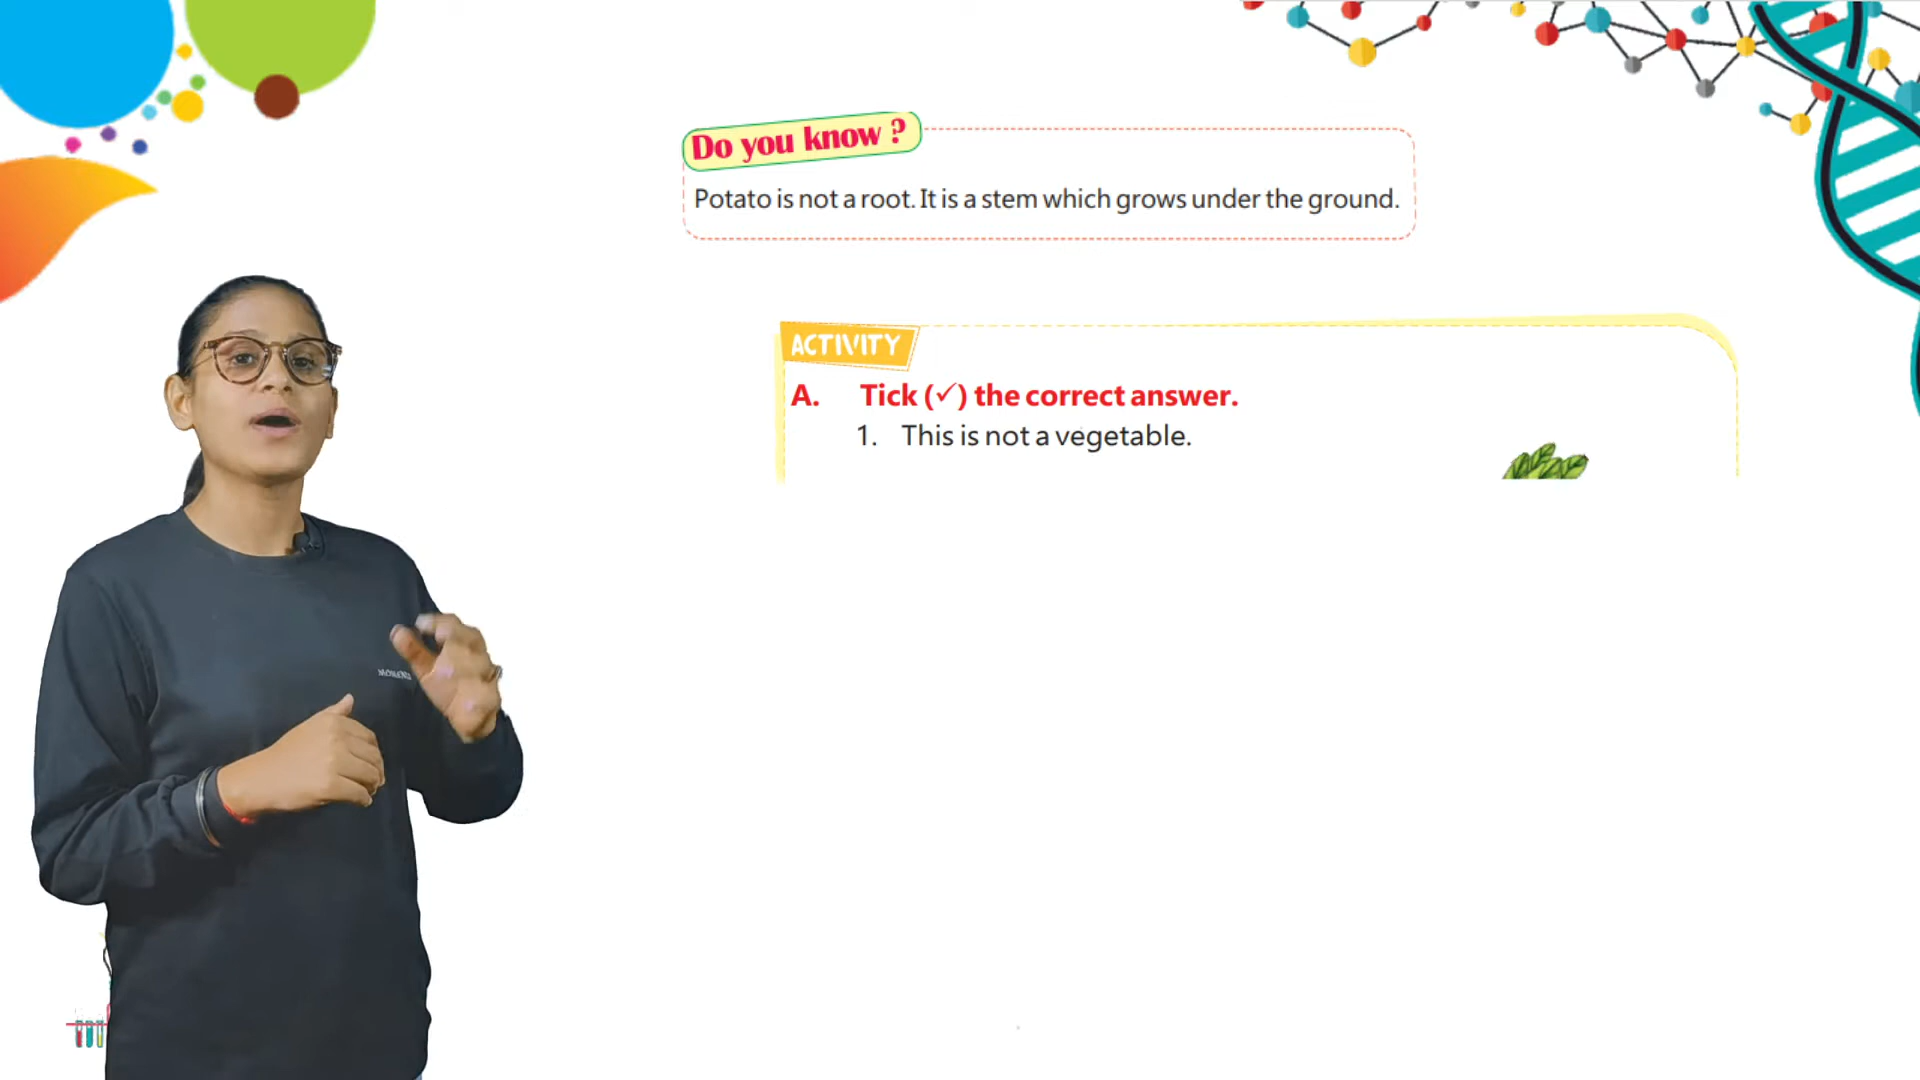 Do you know ?
Potato is not a root. It is a stem which grows under the ground.
ACTIVITY
A. Tick (✓) the correct answer.
1. This is not a vegetable.